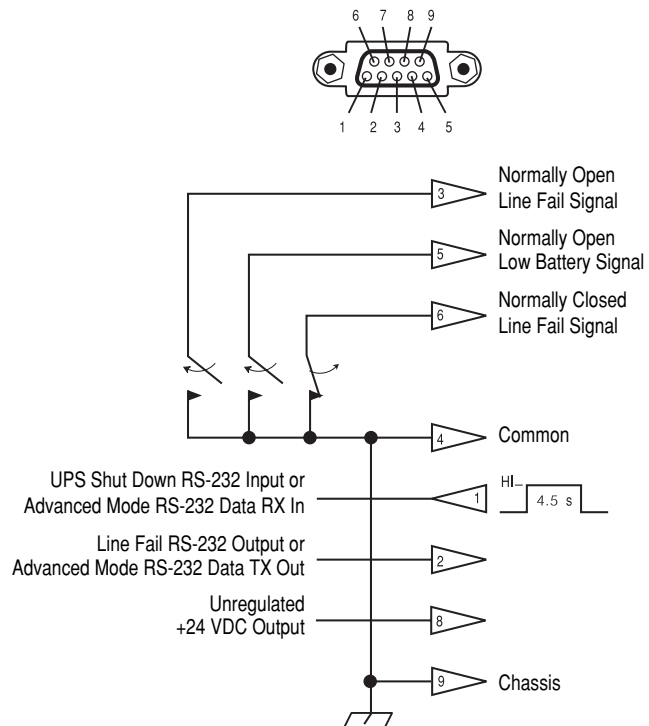 6 7 8 9
1 2 3 4 5
3
Normally Open
Line Fail Signal
5
Normally Open
Low Battery Signal
6
Normally Closed
Line Fail Signal
4
Common
UPS Shut Down RS-232 Input or
Advanced Mode RS-232 Data RX In
1
HI
4.5 s
Line Fail RS-232 Output or
Advanced Mode RS-232 Data TX Out
2
Unregulated
+24 VDC Output
8
9
Chassis